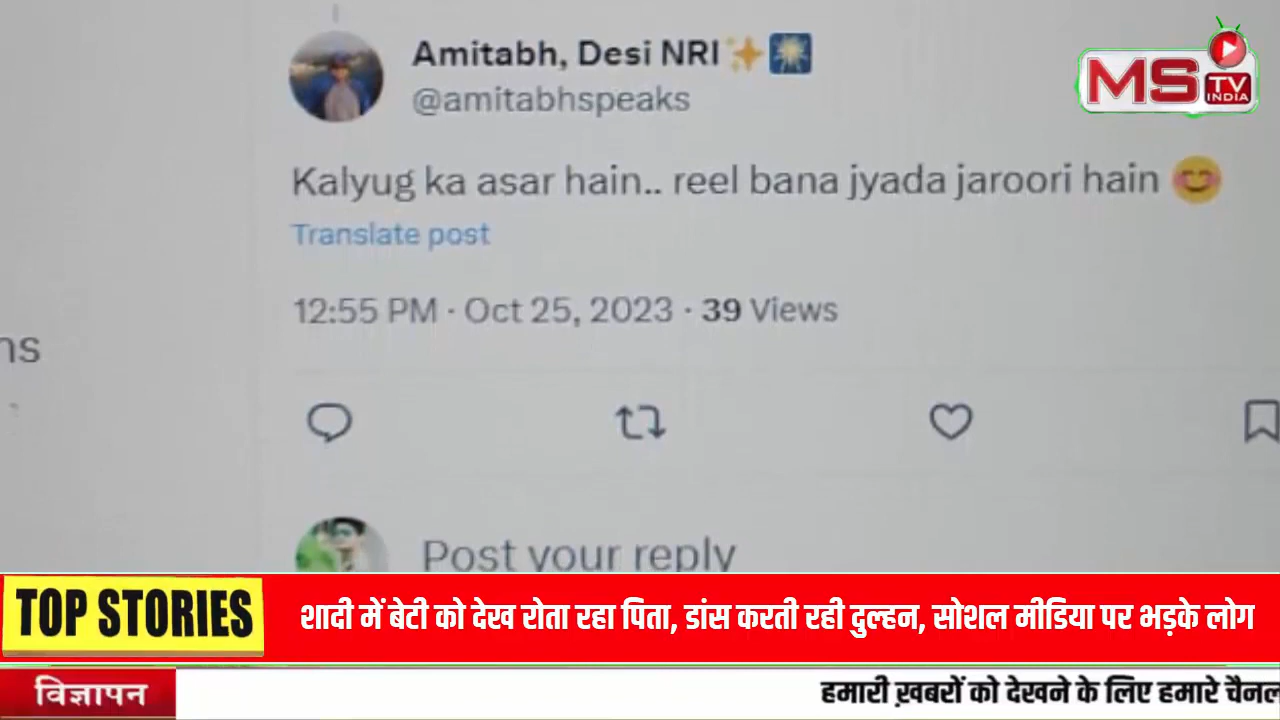 Amitabh, Desi NRI✨🎆
@amitabhspeaks
MS TV INDIA
Kalyug ka asar hain.. reel bana jyada jaroori hain 😊
Translate post
12:55 PM · Oct 25, 2023 · 39 Views
ns
Post your reply
TOP STORIES
शादी में बेटी को देख रोता रहा पिता, डांस करती रही दुल्हन, सोशल मीडिया पर भड़के लोग
विज्ञापन
हमारी ख़बरों को देखने के लिए हमारे चैनल